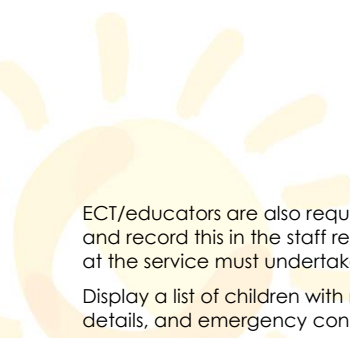 ECT/educators are also requ
and record this in the staff re
at the service must undertak
Display a list of children with
details, and emergency con